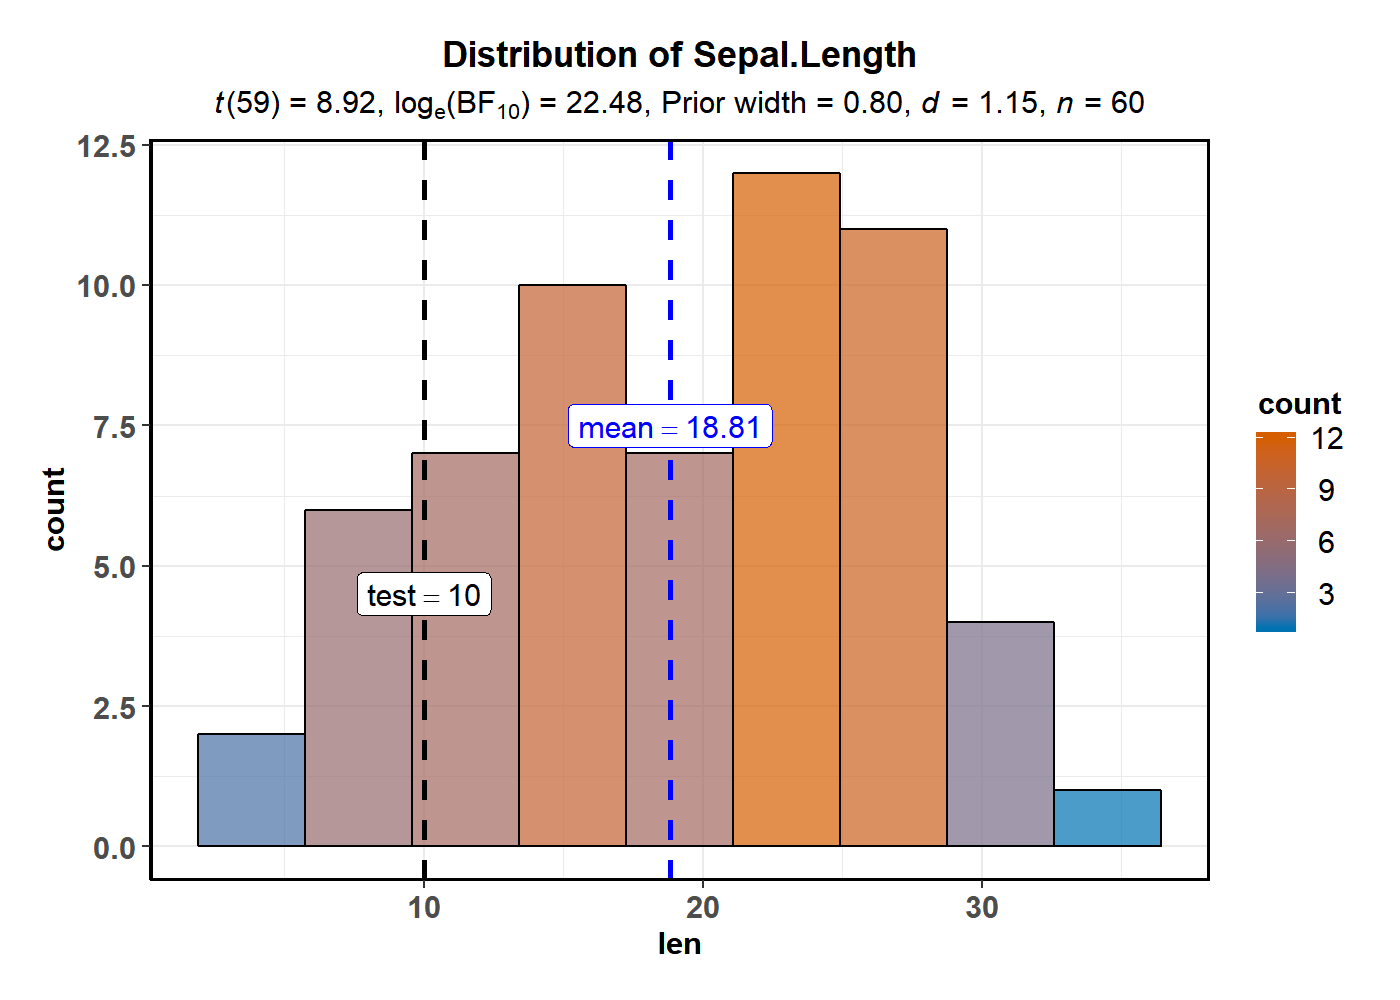 Distribution of Sepal.Length
t(59) = 8.92, logₑ(BF₁₀) = 22.48, Prior width = 0.80, d = 1.15, n = 60
12.5
10.0
7.5
5.0
2.5
0.0
count
mean = 18.81
test = 10
10
20
30
len
count
12
9
6
3